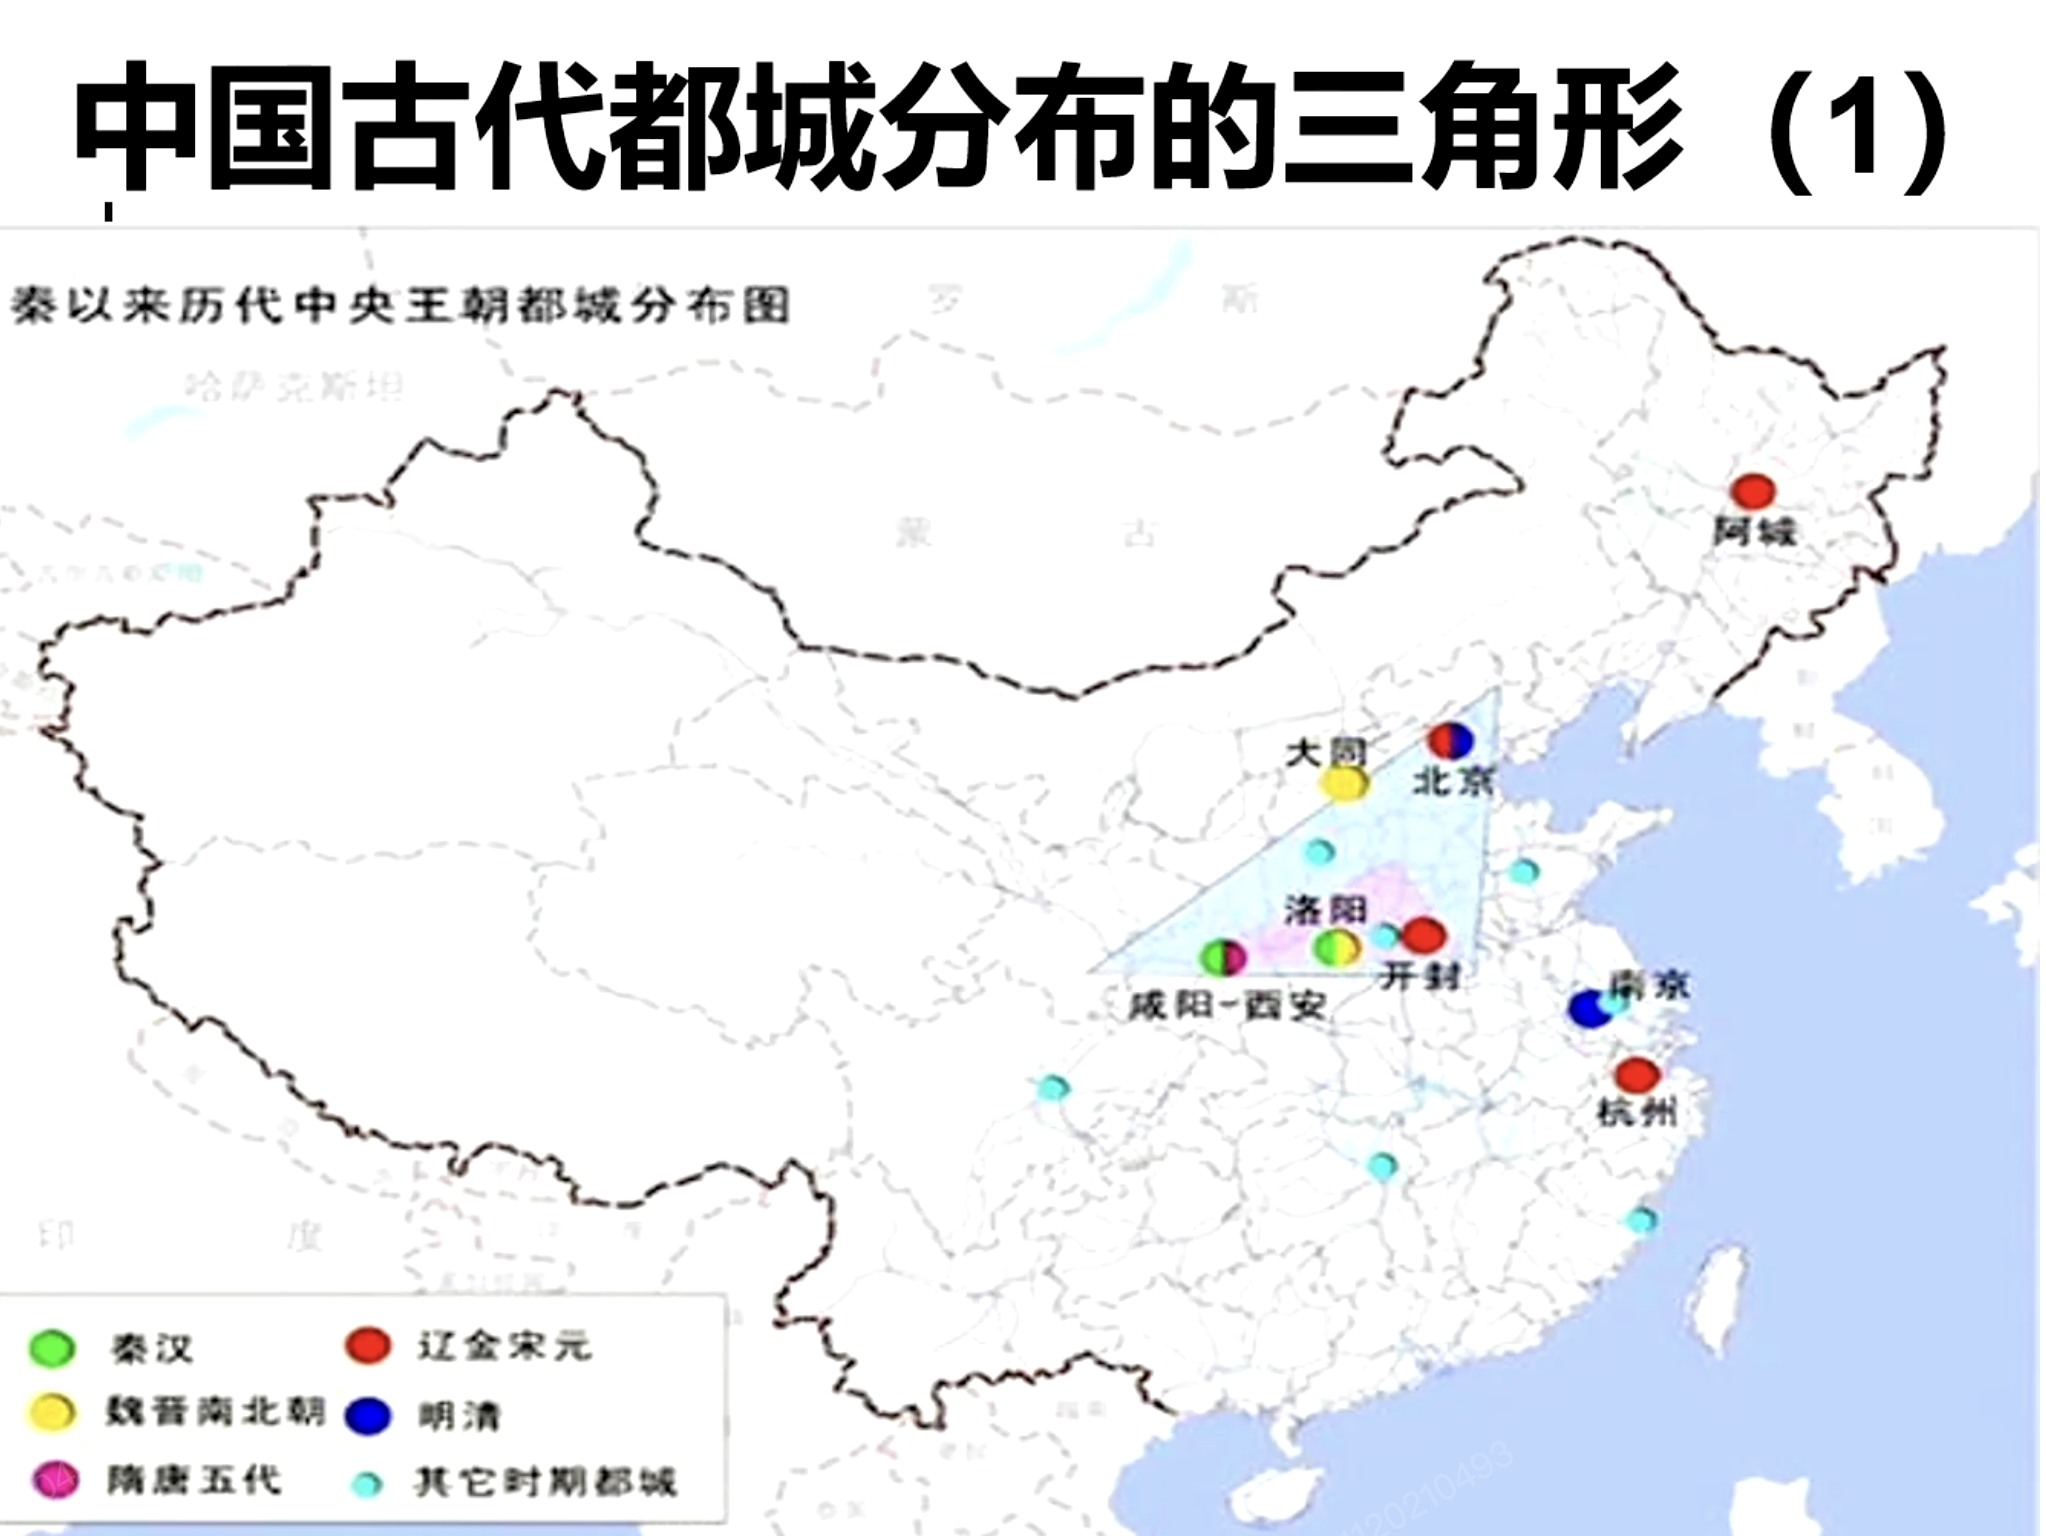 中国古代都城分布的三角形（1）
秦以来历代中央王朝都城分布图
罗
斯
哈萨克斯坦
蒙
古
阿城
大同
北京
洛阳
开封
咸阳-西安
南京
杭州
印
度
秦汉
辽金宋元
魏晋南北朝
明清
隋唐五代
其它时期都城